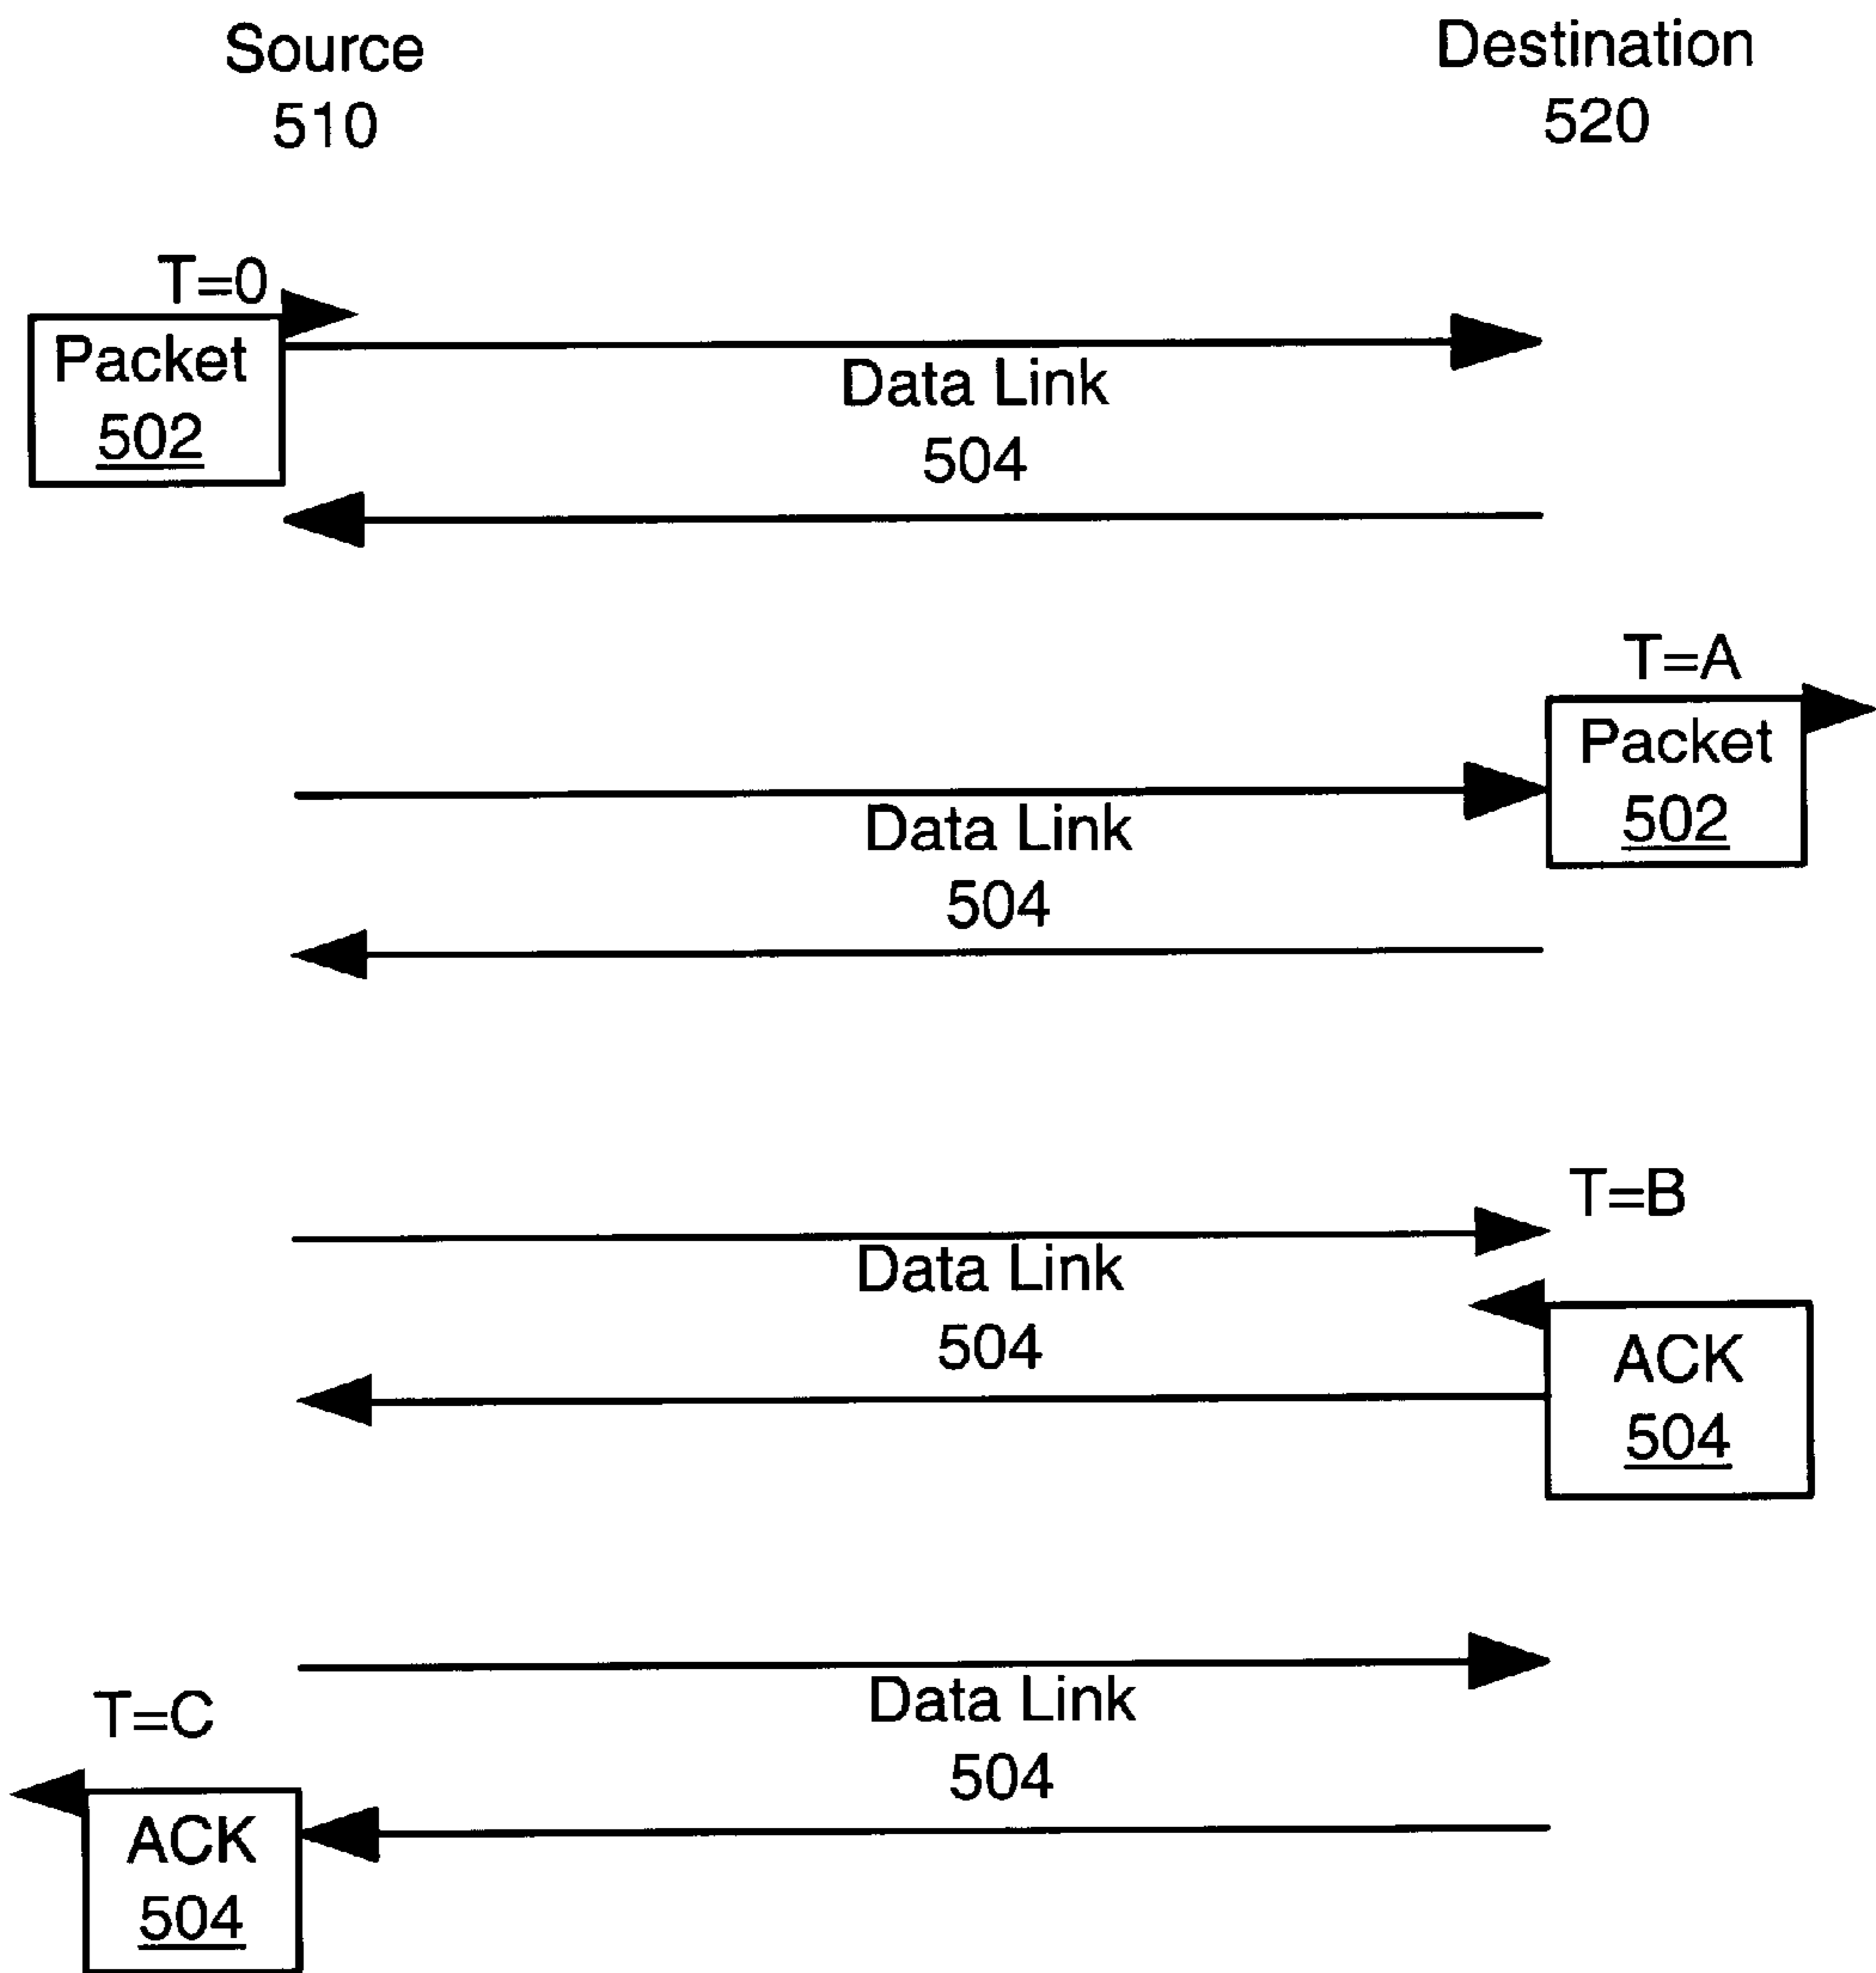 Source
510
Destination
520
T=0
Packet
502
Data Link
504
T=A
Packet
502
Data Link
504
T=B
Data Link
504
ACK
504
T=C
Data Link
504
ACK
504